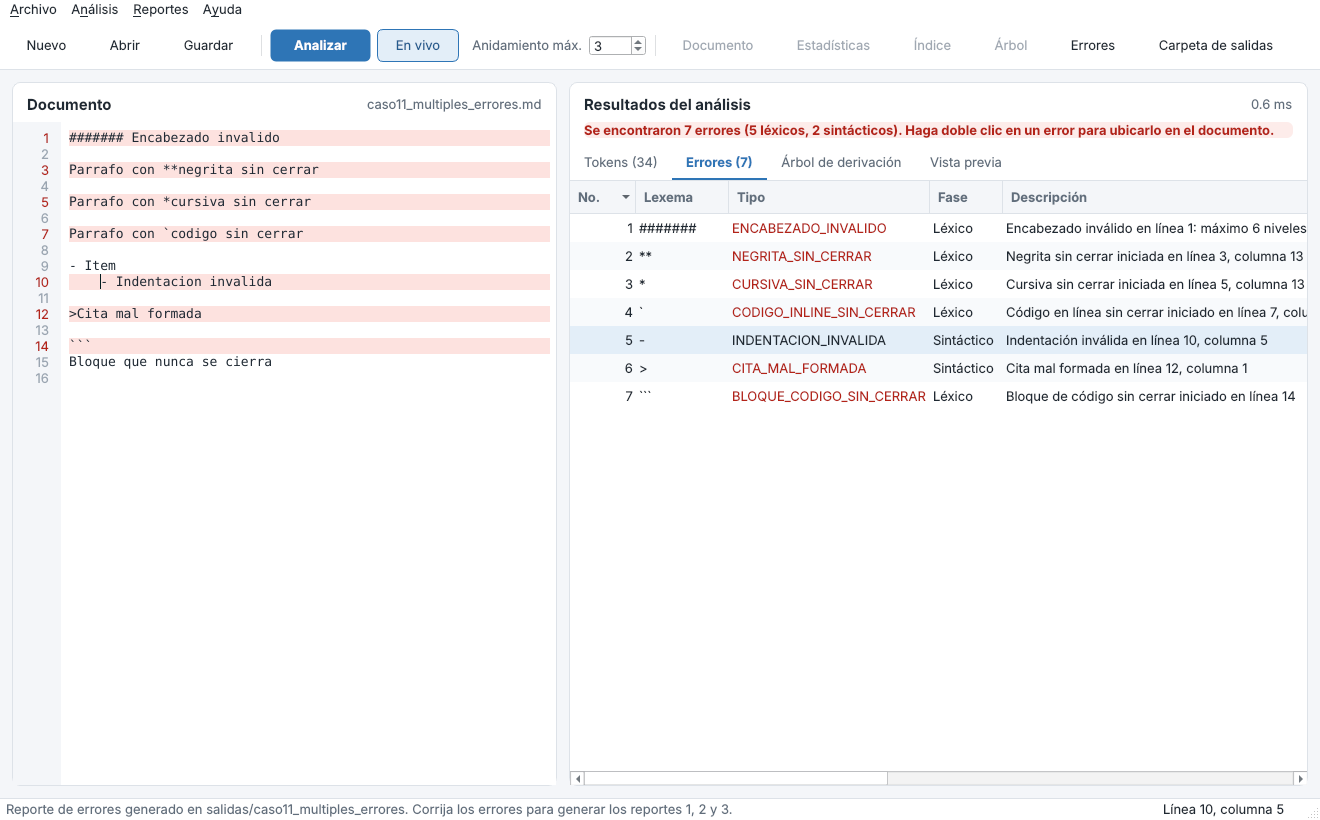 Archivo Análisis Reportes Ayuda
Nuevo Abrir Guardar Analizar En vivo Anidamiento máx. 3 Documento Estadísticas Índice Árbol Errores Carpeta de salidas
Documento caso11_multiples_errores.md
1 ####### Encabezado invalido
2
3 Parrafo con **negrita sin cerrar
4
5 Parrafo con *cursiva sin cerrar
6
7 Parrafo con `codigo sin cerrar
8
9 - Item
10     - Indentacion invalida
11
12 >Cita mal formada
13
14 ```
15 Bloque que nunca se cierra
16
Resultados del análisis 0.6 ms
Se encontraron 7 errores (5 léxicos, 2 sintácticos). Haga doble clic en un error para ubicarlo en el documento.
Tokens (34) Errores (7) Árbol de derivación Vista previa
No. Lexema Tipo Fase Descripción
1 ####### ENCABEZADO_INVALIDO Léxico Encabezado inválido en línea 1: máximo 6 niveles
2 ** NEGRITA_SIN_CERRAR Léxico Negrita sin cerrar iniciada en línea 3, columna 13
3 * CURSIVA_SIN_CERRAR Léxico Cursiva sin cerrar iniciada en línea 5, columna 13
4 ` CODIGO_INLINE_SIN_CERRAR Léxico Código en línea sin cerrar iniciado en línea 7, colu
5 - INDENTACION_INVALIDA Sintáctico Indentación inválida en línea 10, columna 5
6 > CITA_MAL_FORMADA Sintáctico Cita mal formada en línea 12, columna 1
7 ``` BLOQUE_CODIGO_SIN_CERRAR Léxico Bloque de código sin cerrar iniciado en línea 14
Reporte de errores generado en salidas/caso11_multiples_errores. Corrija los errores para generar los reportes 1, 2 y 3. Línea 10, columna 5